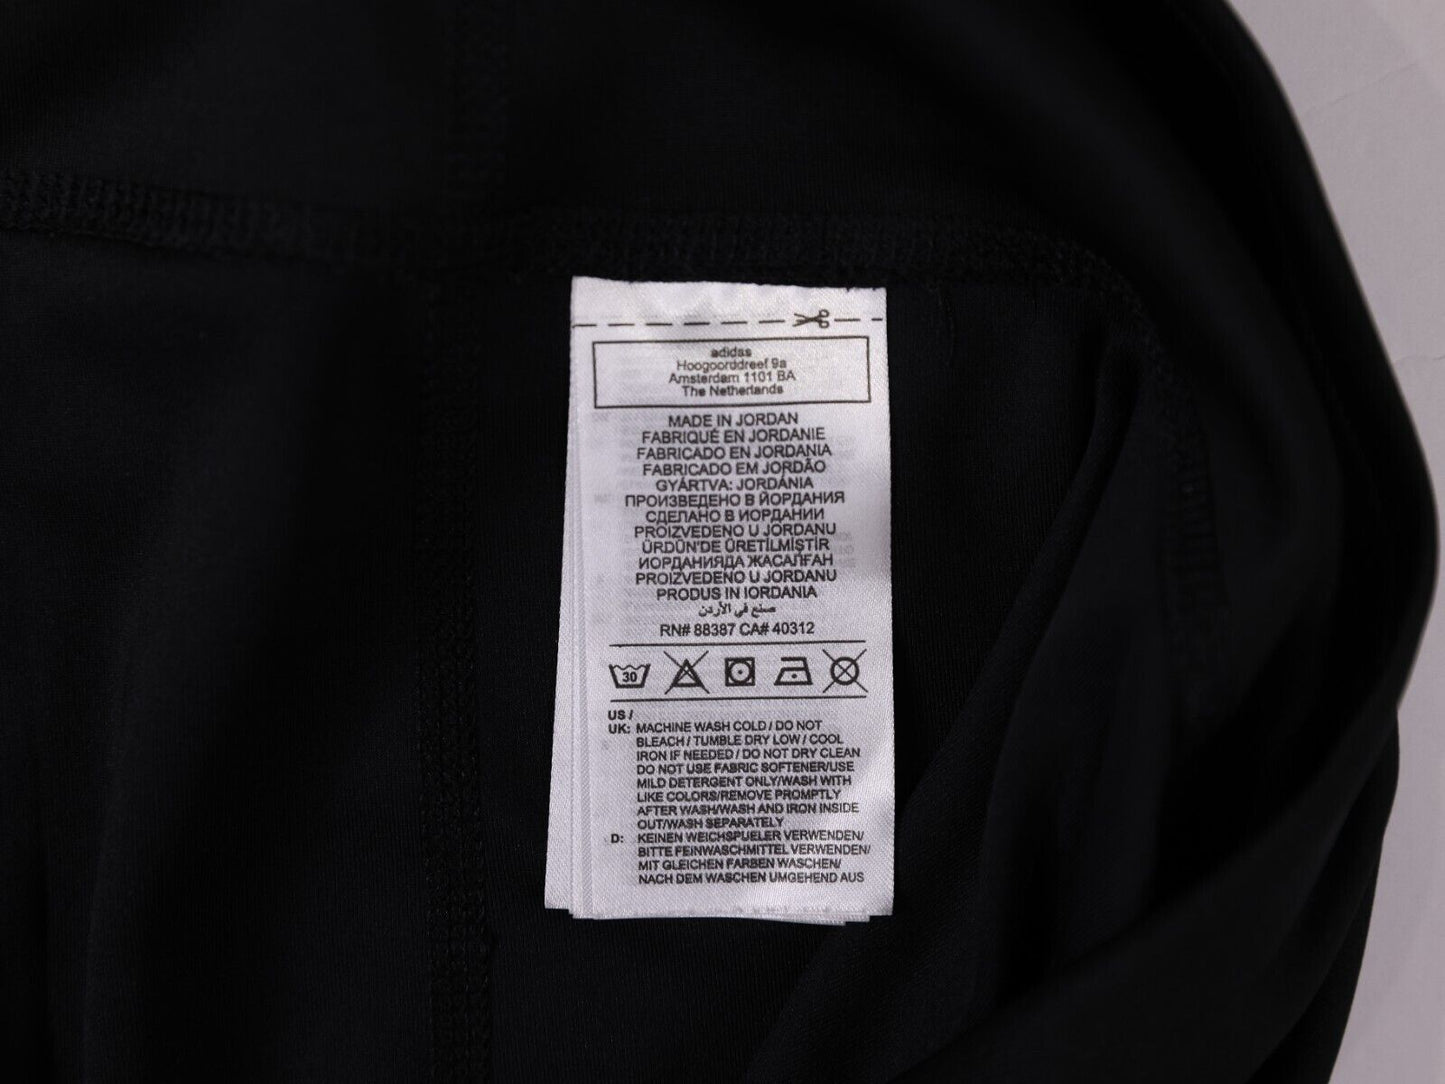 adidas
Hoogoorddreef 9a
Amsterdam 1101 BA
The Netherlands
MADE IN JORDAN
FABRIQUÉ EN JORDANIE
FABRICADO EN JORDANIA
FABRICADO EM JORDÃO
GYÁRTVA: JORDÁNIA
ПРОИЗВЕДЕНО В ЙОРДАНИЯ
СДЕЛАНО В ИОРДАНИИ
PROIZVEDENO U JORDANU
ÜRDÜN'DE ÜRETİLMİŞTİR
ИОРДАНИЯДА ЖАСАЛҒАН
PROIZVEDENO U JORDANU
PRODUS IN IORDANIA
صنع في الأردن
RN# 88387 CA# 40312
30
US /
UK: MACHINE WASH COLD / DO NOT
BLEACH / TUMBLE DRY LOW / COOL
IRON IF NEEDED / DO NOT DRY CLEAN
DO NOT USE FABRIC SOFTENER/USE
MILD DETERGENT ONLY/WASH WITH
LIKE COLORS/REMOVE PROMPTLY
AFTER WASH/WASH AND IRON INSIDE
OUT/WASH SEPARATELY
D: KEINEN WEICHSPUELER VERWENDEN/
BITTE FEINWASCHMITTEL VERWENDEN/
MIT GLEICHEN FARBEN WASCHEN/
NACH DEM WASCHEN UMGEHEND AUS